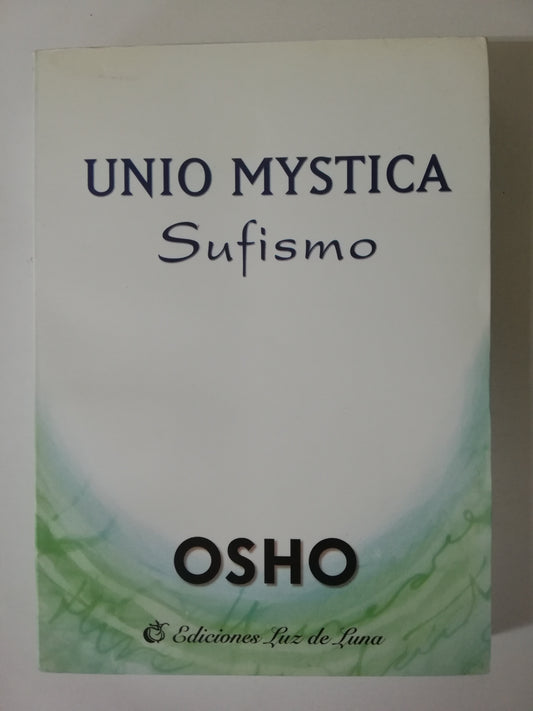 UNIO MYSTICA
Sufismo
OSHO
Ediciones Luz de Luna